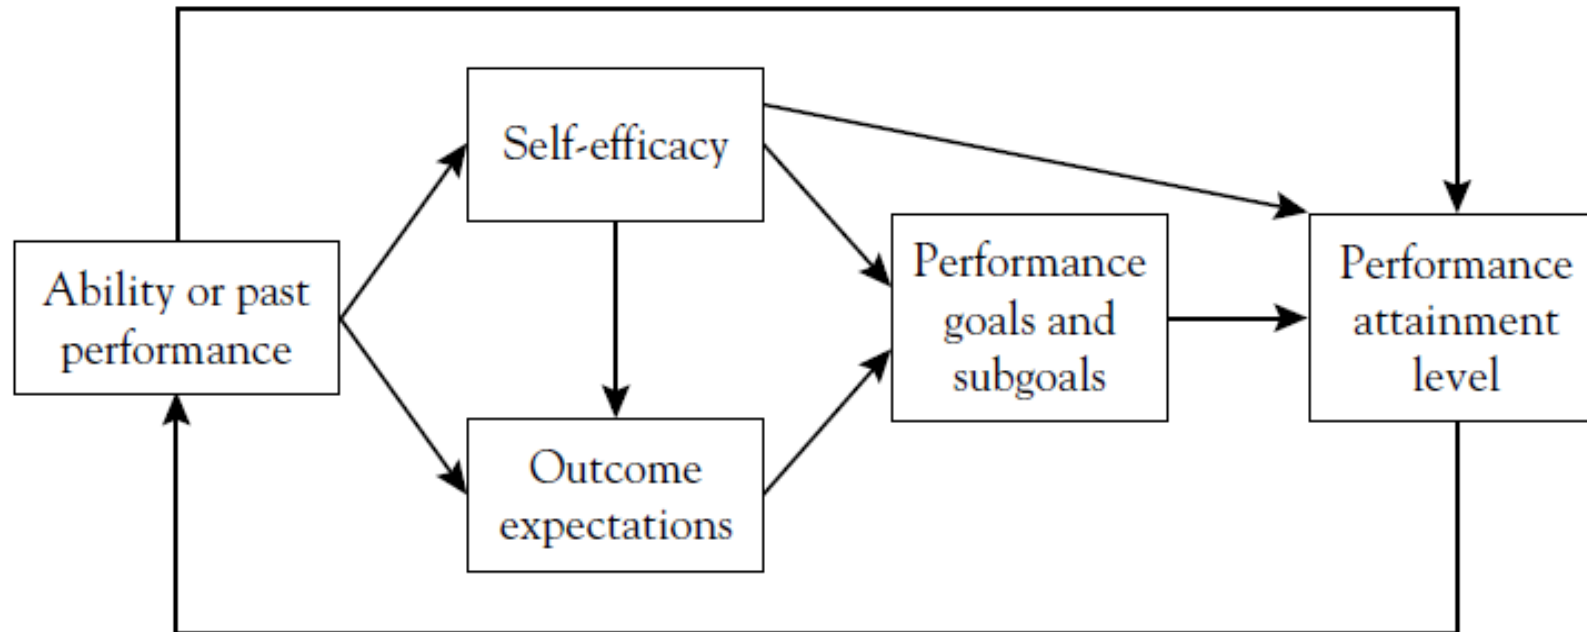 Self-efficacy
Ability or past
performance
Performance
goals and
subgoals
Performance
attainment
level
Outcome
expectations